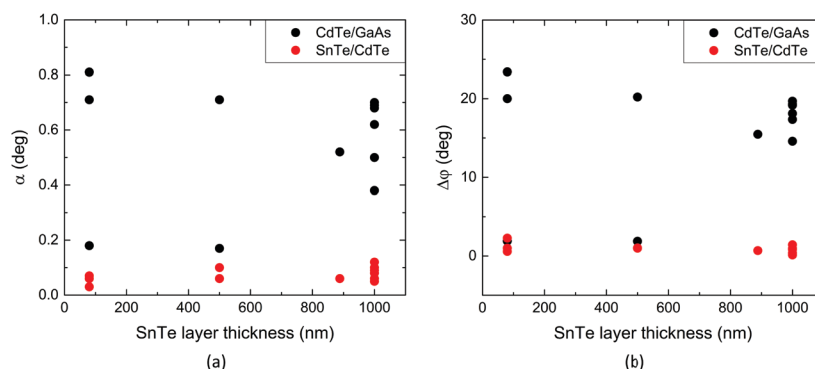 1.0
0.8
0.6
0.4
0.2
0.0
α (deg)
CdTe/GaAs
SnTe/CdTe
0 200 400 600 800 1000
SnTe layer thickness (nm)
(a)
30
20
10
0
Δφ (deg)
CdTe/GaAs
SnTe/CdTe
0 200 400 600 800 1000
SnTe layer thickness (nm)
(b)